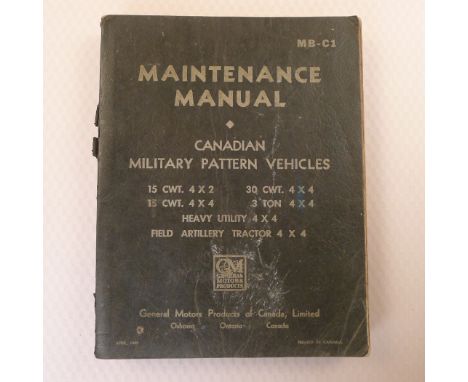 MB-C1
MAINTENANCE
MANUAL
CANADIAN
MILITARY PATTERN VEHICLES
15 CWT. 4 X 2 30 CWT. 4 X 4
15 CWT. 4 X 4 3 TON 4 X 4
HEAVY UTILITY 4 X 4
FIELD ARTILLERY TRACTOR 4 X 4
GENERAL
MOTORS
PRODUCTS
General Motors Products of Canada, Limited
Oshawa Ontario Canada
APRIL, PRINTED IN CANADA